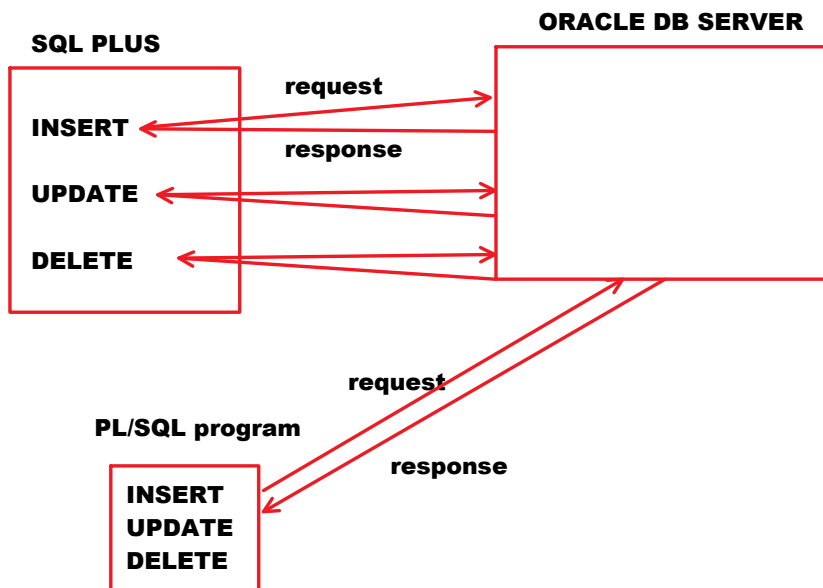 ORACLE DB SERVER
SQL PLUS
request
INSERT
response
UPDATE
DELETE
request
PL/SQL program
response
INSERT
UPDATE
DELETE